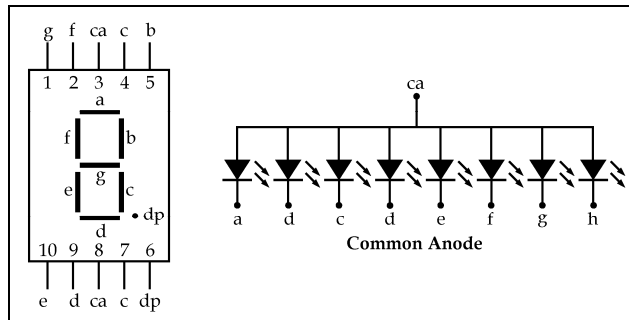 g f ca c b
1 2 3 4 5
a
f b
g
e c
d dp
10 9 8 7 6
e d ca c dp
ca
a d c d e f g h
Common Anode